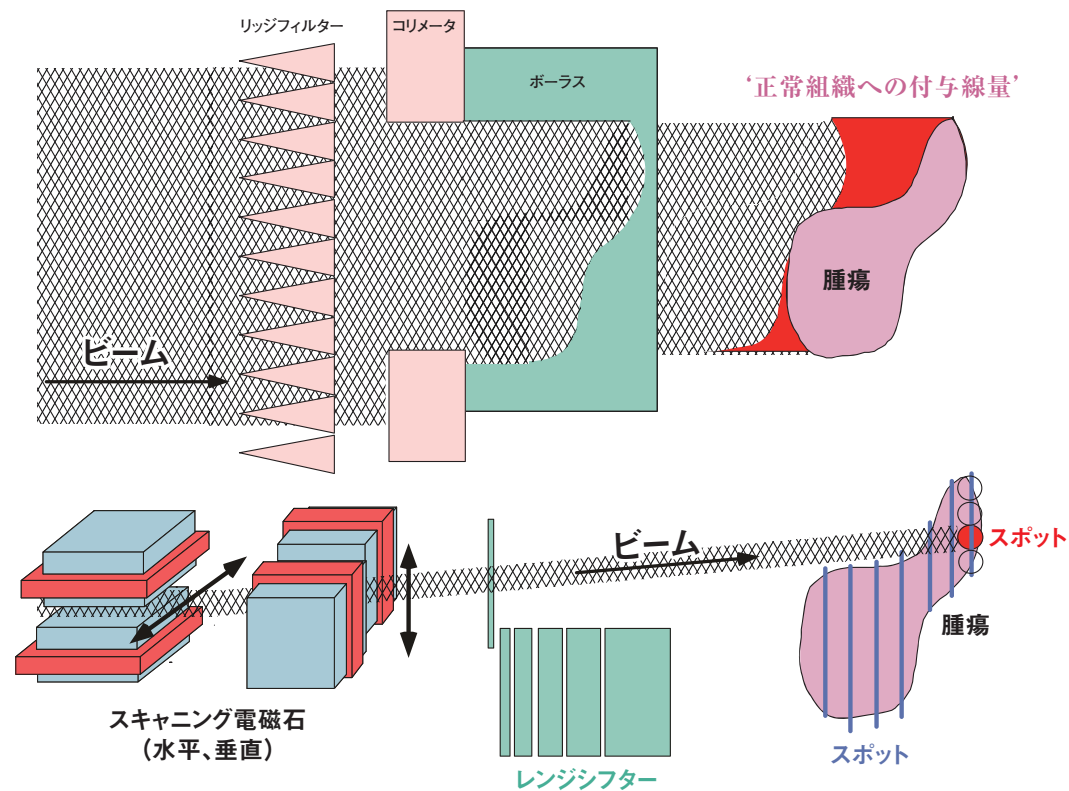 リッジフィルター
コリメータ
ボーラス
‘正常組織への付与線量’
腫瘍
ビーム
ビーム
スポット
腫瘍
スキャニング電磁石
（水平、垂直）
レンジシフター
スポット